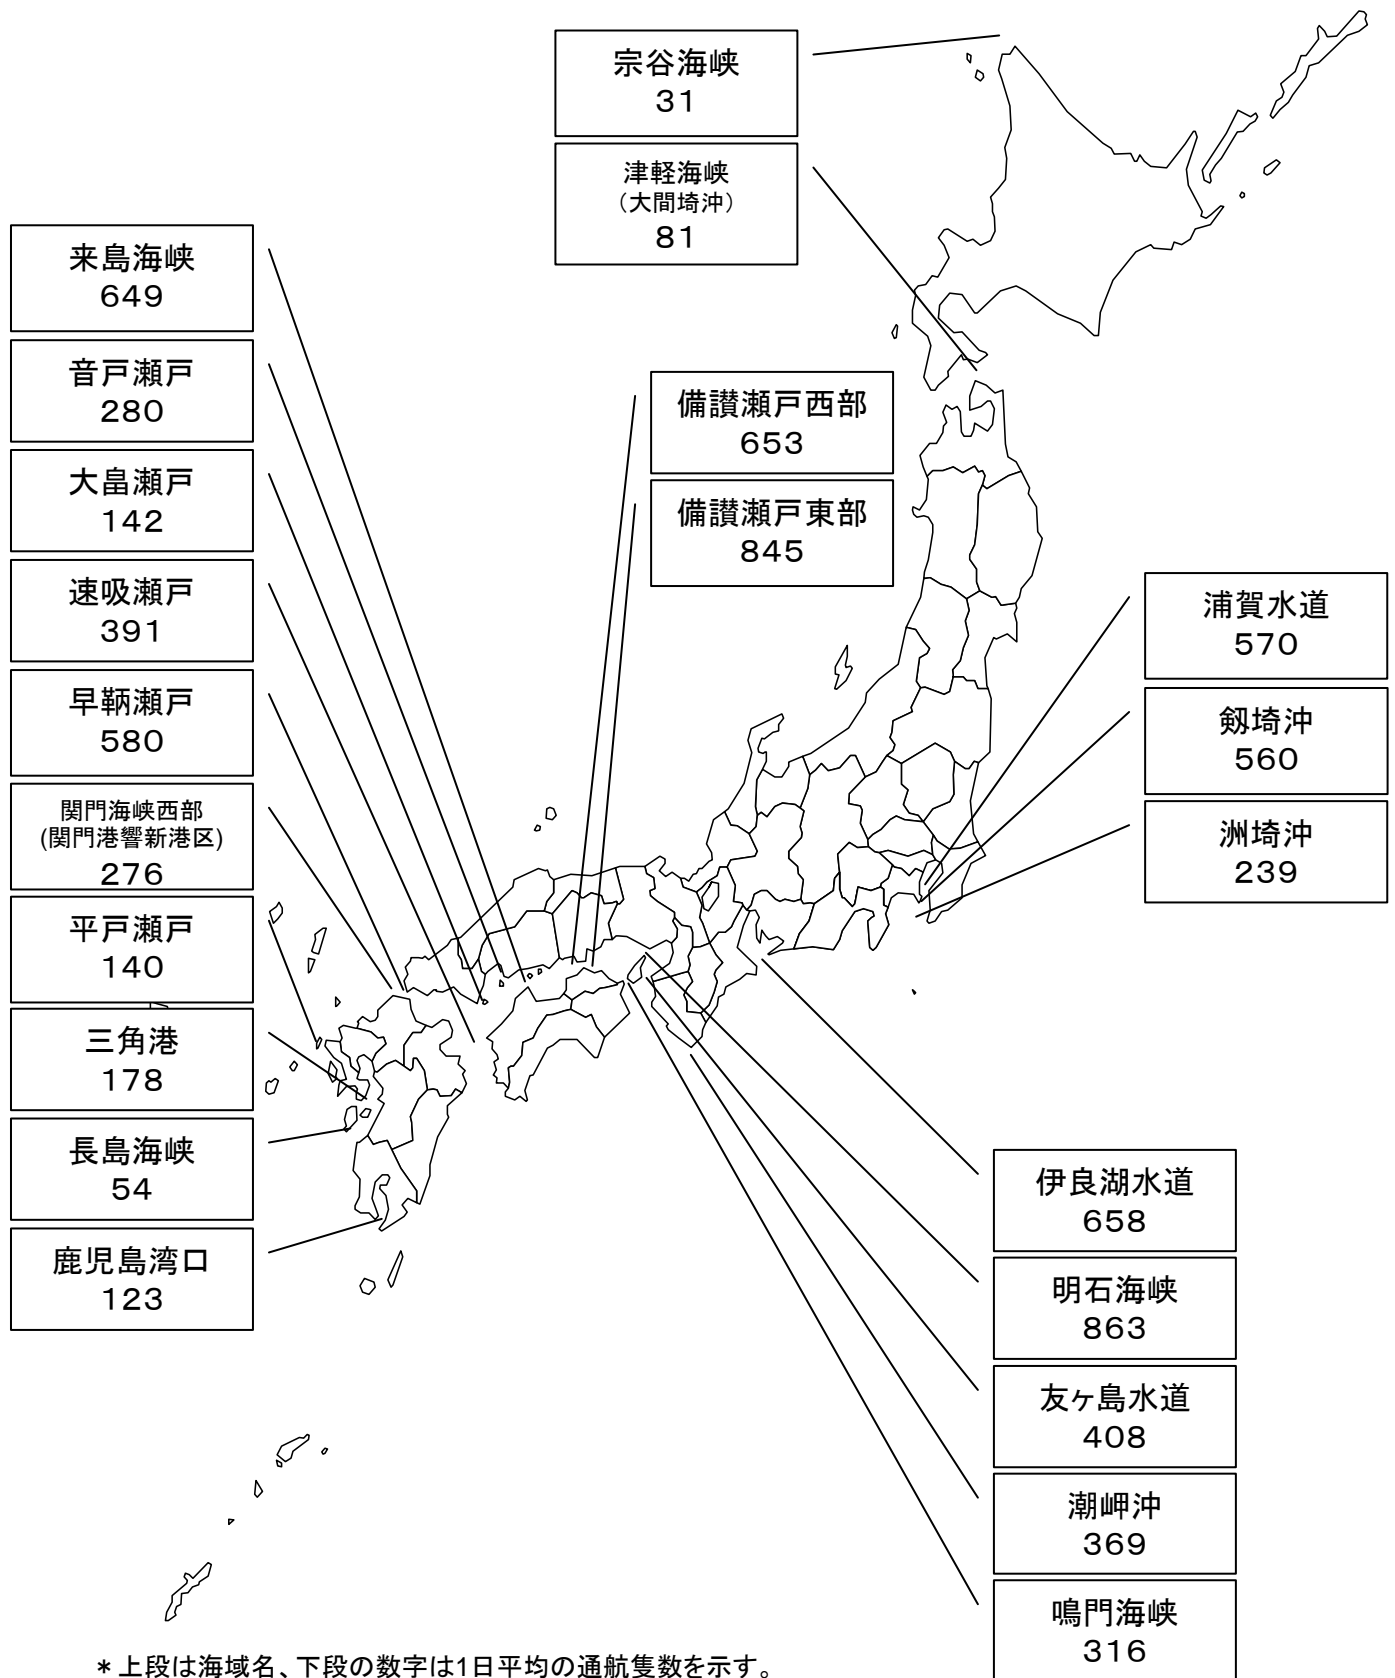 宗谷海峡
31
津軽海峡
（大間埼沖）
81
来島海峡
649
音戸瀬戸
280
大畠瀬戸
142
速吸瀬戸
391
早鞆瀬戸
580
関門海峡西部
(関門港響新港区)
276
平戸瀬戸
140
三角港
178
長島海峡
54
鹿児島湾口
123
備讃瀬戸西部
653
備讃瀬戸東部
845
浦賀水道
570
剱埼沖
560
洲埼沖
239
伊良湖水道
658
明石海峡
863
友ヶ島水道
408
潮岬沖
369
鳴門海峡
316
＊上段は海域名、下段の数字は1日平均の通航隻数を示す。